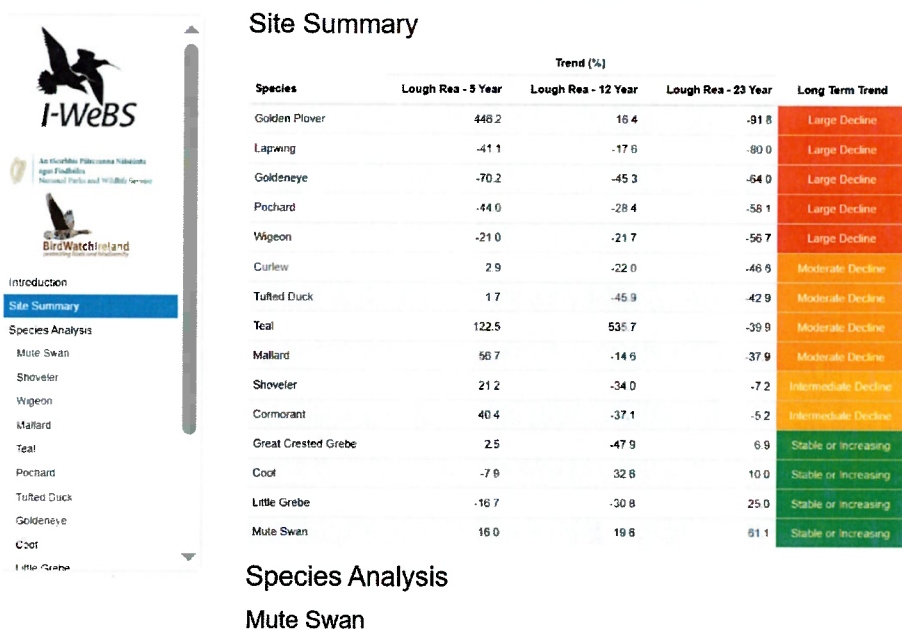 I-WeBS
An tSeirbhís Páirceanna Náisiúnta
agus Fiadhúlra
National Parks and Wildlife Service
BirdWatchIreland
protecting birds and biodiversity
Introduction
Site Summary
Species Analysis
Mute Swan
Shoveler
Wigeon
Mallard
Teal
Pochard
Tufted Duck
Goldeneye
Coot
Little Grebe
Site Summary
Trend (%)
Species Lough Rea - 5 Year Lough Rea - 12 Year Lough Rea - 23 Year Long Term Trend
Golden Plover 446.2 16.4 -91.8 Large Decline
Lapwing -41.1 -17.6 -80.0 Large Decline
Goldeneye -70.2 -45.3 -64.0 Large Decline
Pochard -44.0 -28.4 -58.1 Large Decline
Wigeon -21.0 -21.7 -56.7 Large Decline
Curlew 2.9 -22.0 -46.6 Moderate Decline
Tufted Duck 1.7 -45.9 -42.9 Moderate Decline
Teal 122.5 535.7 -39.9 Moderate Decline
Mallard 56.7 -14.6 -37.9 Moderate Decline
Shoveler 21.2 -34.0 -7.2 Intermediate Decline
Cormorant 40.4 -37.1 -5.2 Intermediate Decline
Great Crested Grebe 2.5 -47.9 6.9 Stable or Increasing
Coot -7.9 32.6 10.0 Stable or Increasing
Little Grebe -16.7 -30.8 25.0 Stable or Increasing
Mute Swan 16.0 19.6 61.1 Stable or Increasing
Species Analysis
Mute Swan